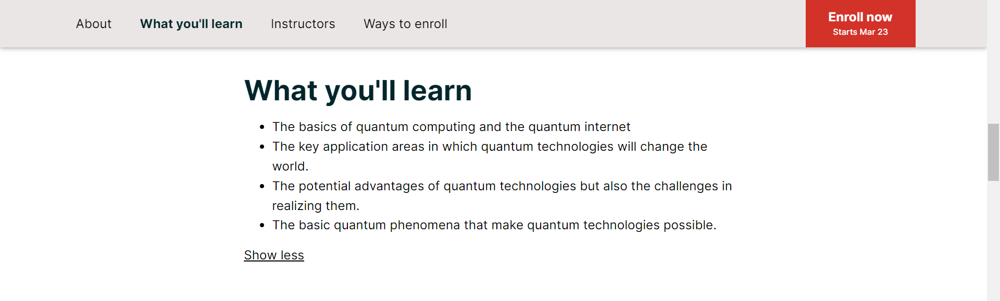 About What you'll learn Instructors Ways to enroll Enroll now
Starts Mar 23
What you'll learn
• The basics of quantum computing and the quantum internet
• The key application areas in which quantum technologies will change the
world.
• The potential advantages of quantum technologies but also the challenges in
realizing them.
• The basic quantum phenomena that make quantum technologies possible.
Show less